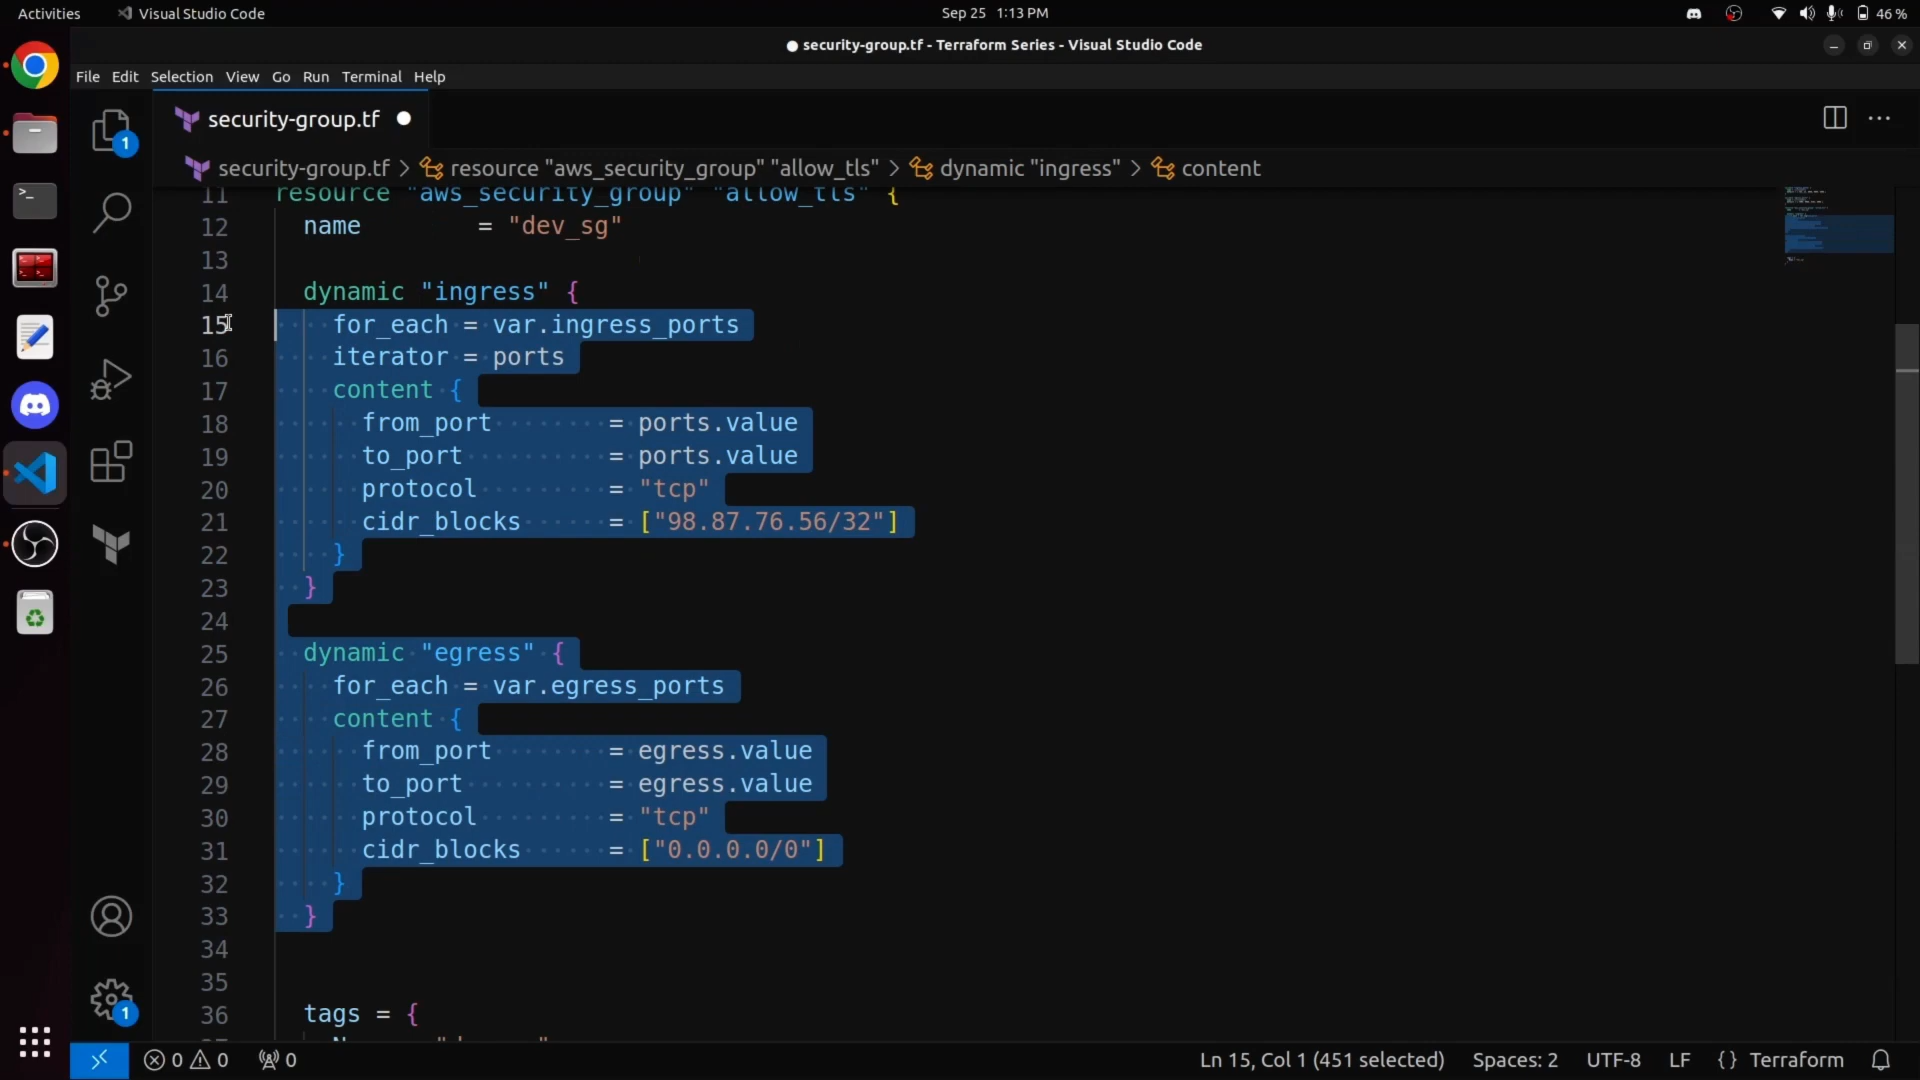 Activities
Visual Studio Code
Sep 25 1:13 PM
46 %
security-group.tf - Terraform Series - Visual Studio Code
File Edit Selection View Go Run Terminal Help
1
security-group.tf
security-group.tf > resource "aws_security_group" "allow_tls" > dynamic "ingress" > content
11 resource "aws_security_group" "allow_tls" {
12 name = "dev_sg"
13
14 dynamic "ingress" {
15 for_each = var.ingress_ports
16 iterator = ports
17 content {
18 from_port = ports.value
19 to_port = ports.value
20 protocol = "tcp"
21 cidr_blocks = ["98.87.76.56/32"]
22 }
23 }
24
25 dynamic "egress" {
26 for_each = var.egress_ports
27 content {
28 from_port = egress.value
29 to_port = egress.value
30 protocol = "tcp"
31 cidr_blocks = ["0.0.0.0/0"]
32 }
33 }
34
35
36 tags = {
1
0 0 0
Ln 15, Col 1 (451 selected) Spaces: 2 UTF-8 LF {} Terraform